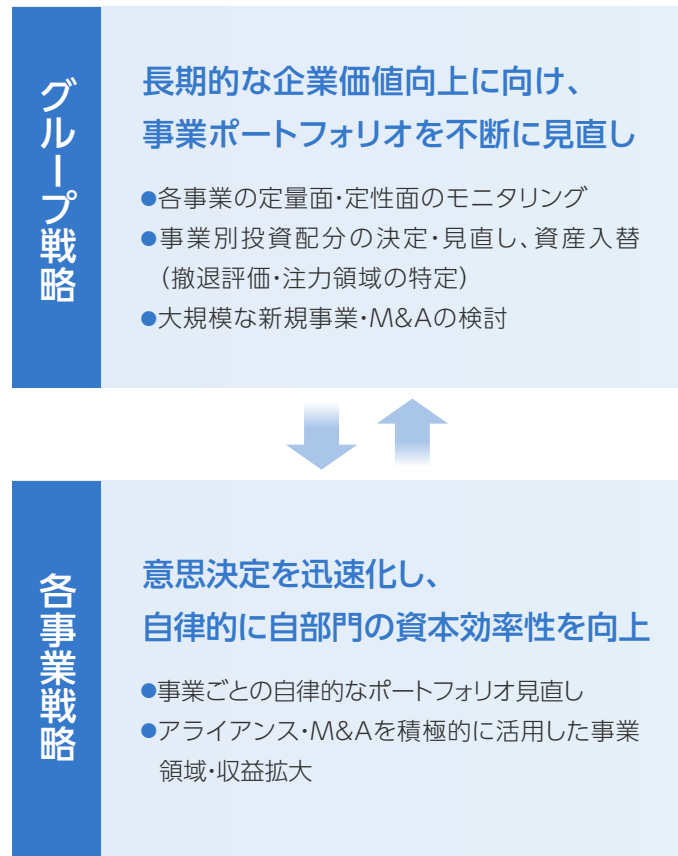 グループ戦略
長期的な企業価値向上に向け、
事業ポートフォリオを不断に見直し
●各事業の定量面・定性面のモニタリング
●事業別投資配分の決定・見直し、資産入替
（撤退評価・注力領域の特定）
●大規模な新規事業・M&Aの検討
各事業戦略
意思決定を迅速化し、
自律的に自部門の資本効率性を向上
●事業ごとの自律的なポートフォリオ見直し
●アライアンス・M&Aを積極的に活用した事業
領域・収益拡大